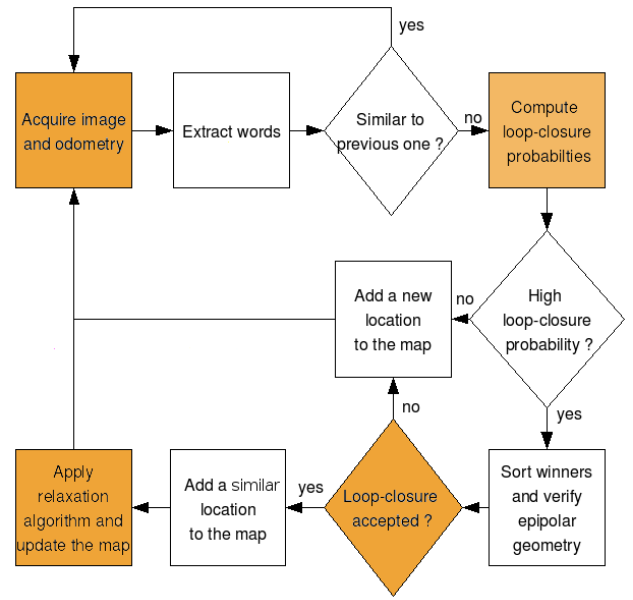 yes
Acquire image
and odometry
Extract words
Similar to
previous one ?
no
Compute
loop-closure
probabilties
Add a new
location
to the map
no
High
loop-closure
probability ?
no
yes
Apply
relaxation
algorithm and
update the map
Add a similar
location
to the map
yes
Loop-closure
accepted ?
Sort winners
and verify
epipolar
geometry